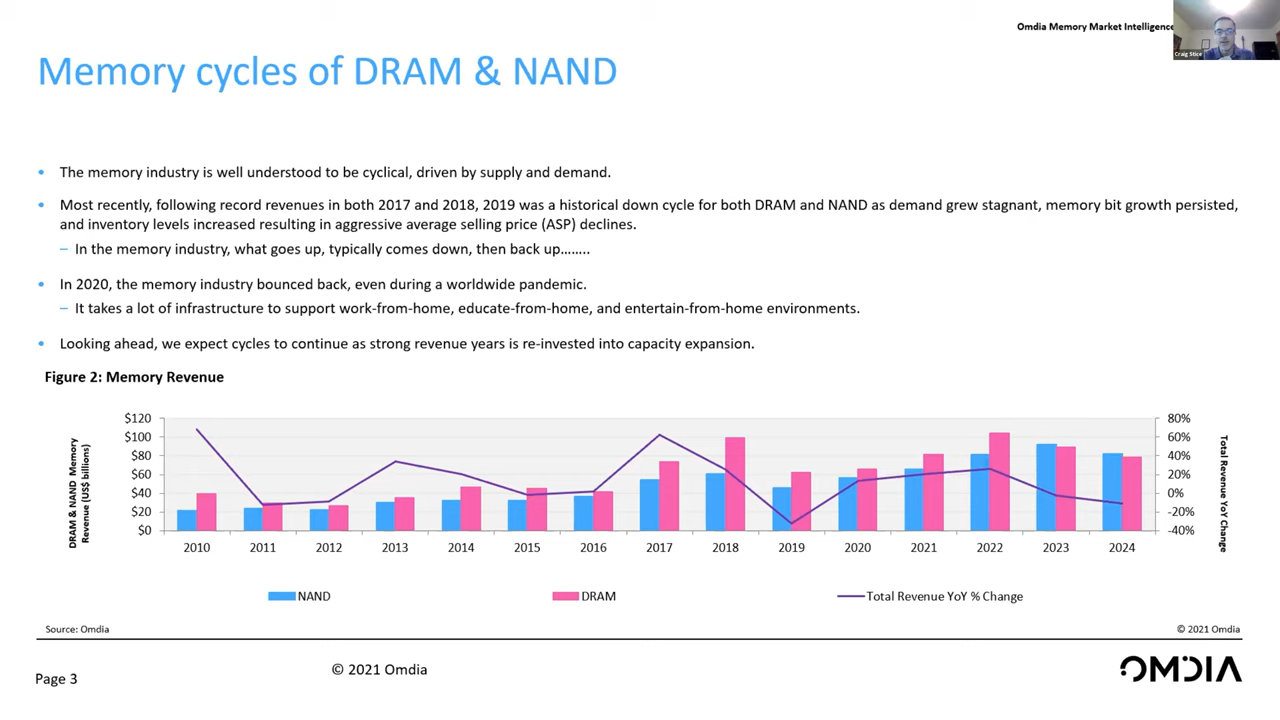 Omdia Memory Market Intelligence
Craig Stice
Memory cycles of DRAM & NAND
• The memory industry is well understood to be cyclical, driven by supply and demand.
• Most recently, following record revenues in both 2017 and 2018, 2019 was a historical down cycle for both DRAM and NAND as demand grew stagnant, memory bit growth persisted,
and inventory levels increased resulting in aggressive average selling price (ASP) declines.
– In the memory industry, what goes up, typically comes down, then back up……..
• In 2020, the memory industry bounced back, even during a worldwide pandemic.
– It takes a lot of infrastructure to support work-from-home, educate-from-home, and entertain-from-home environments.
• Looking ahead, we expect cycles to continue as strong revenue years is re-invested into capacity expansion.
Figure 2: Memory Revenue
DRAM & NAND Memory
Revenue (US$ billions)
$120
$100
$80
$60
$40
$20
$0
80%
60%
40%
20%
0%
-20%
-40%
Total Revenue YoY Change
2010 2011 2012 2013 2014 2015 2016 2017 2018 2019 2020 2021 2022 2023 2024
NAND DRAM Total Revenue YoY % Change
Source: Omdia © 2021 Omdia
Page 3 © 2021 Omdia OMDIA